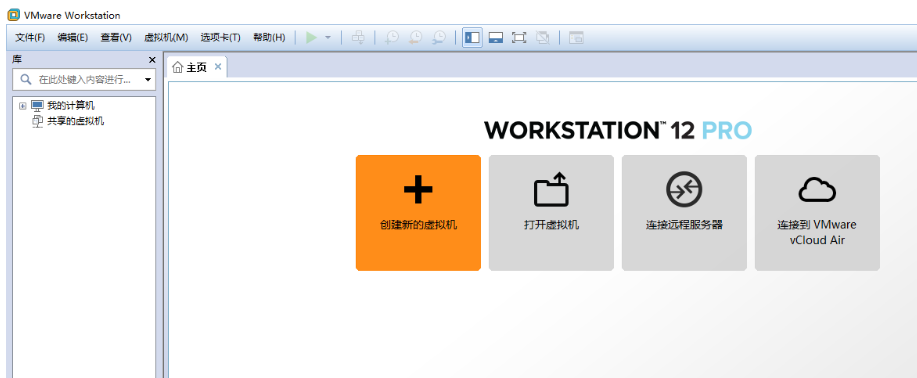 VMware Workstation
文件(F) 编辑(E) 查看(V) 虚拟机(M) 选项卡(T) 帮助(H)
库
在此处键入内容进行...
我的计算机
共享的虚拟机
主页
WORKSTATION™ 12 PRO
创建新的虚拟机
打开虚拟机
连接远程服务器
连接到 VMware
vCloud Air